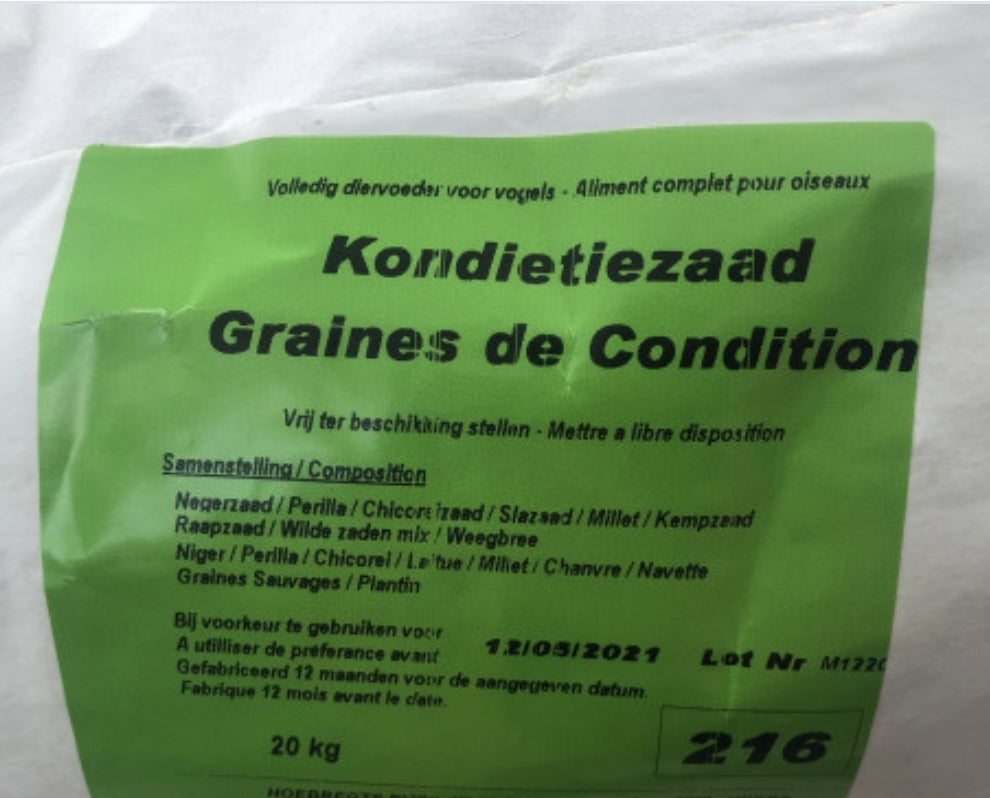 Volledig diervoeder voor vogels - Aliment complet pour oiseaux
Kondietiezaad
Graines de Condition
Vrij ter beschikking stellen - Mettre a libre disposition
Samenstelling / Composition
Negerzaad / Perilla / Chicoreizaad / Slazaad / Millet / Kempzaad
Raapzaad / Wilde zaden mix / Weegbree
Niger / Perilla / Chicorei / Laitue / Millet / Chanvre / Navette
Graines Sauvages / Plantin
Bij voorkeur te gebruiken voor
A utilliser de préferance avant
12/05/2021 Lot Nr M1220
Gefabriceerd 12 maanden voor de aangegeven datum.
Fabrique 12 mois avant le date.
20 kg
216